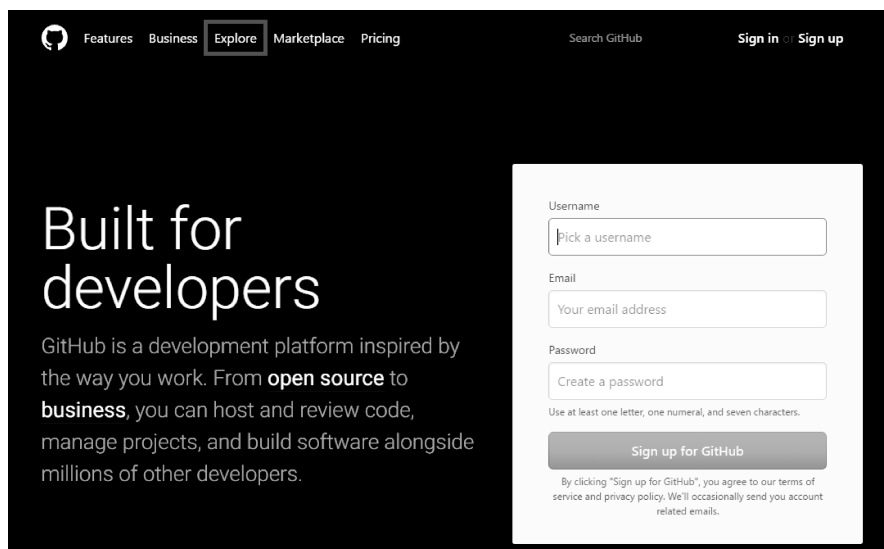 Features Business Explore Marketplace Pricing Search GitHub Sign in or Sign up
Built for
developers
GitHub is a development platform inspired by
the way you work. From open source to
business, you can host and review code,
manage projects, and build software alongside
millions of other developers.
Username
Pick a username
Email
Your email address
Password
Create a password
Use at least one letter, one numeral, and seven characters.
Sign up for GitHub
By clicking "Sign up for GitHub", you agree to our terms of
service and privacy policy. We'll occasionally send you account
related emails.